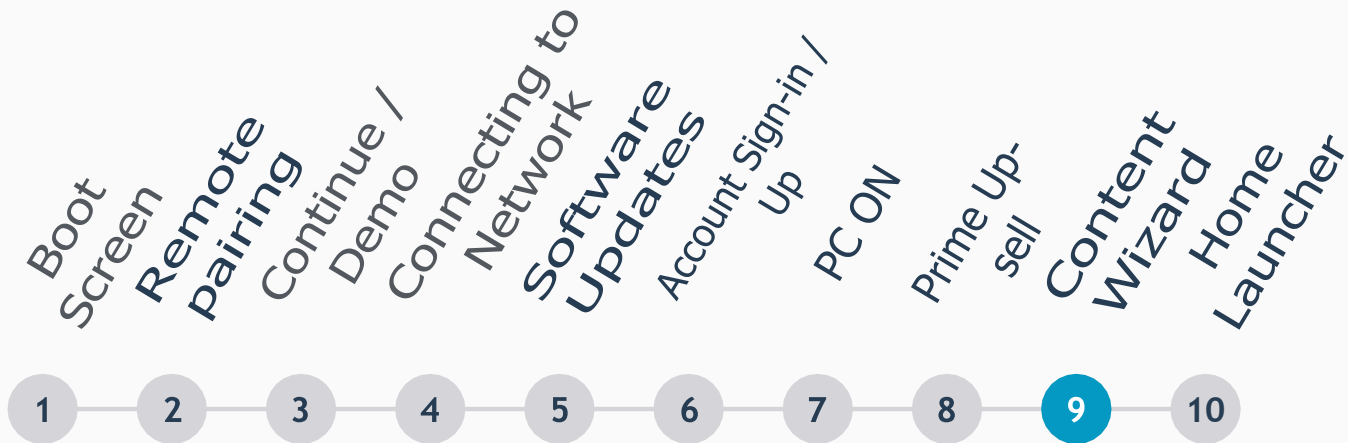 Boot
Screen
Remote
pairing
Continue /
Demo
Connecting to
Network
Software
Updates
Account Sign-in /
Up
PC ON
Prime Up-
sell
Content
Wizard
Home
Launcher
1 2 3 4 5 6 7 8 9 10